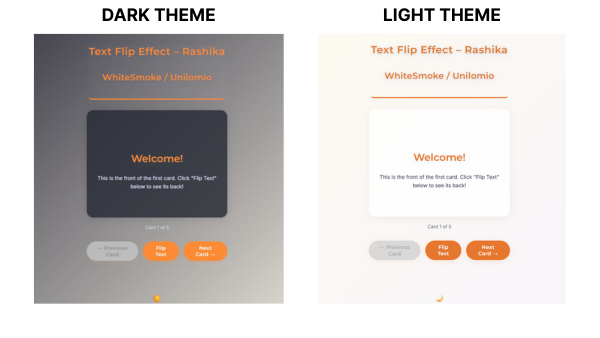 DARK THEME
LIGHT THEME
Text Flip Effect – Rashika
WhiteSmoke / Unilomio
Welcome!
This is the front of the first card. Click "Flip Text"
below to see its back!
Card 1 of 5
← Previous
Card
Flip
Text
Next
Card →
Text Flip Effect – Rashika
WhiteSmoke / Unilomio
Welcome!
This is the front of the first card. Click "Flip Text"
below to see its back!
Card 1 of 5
← Previous
Card
Flip
Text
Next
Card →